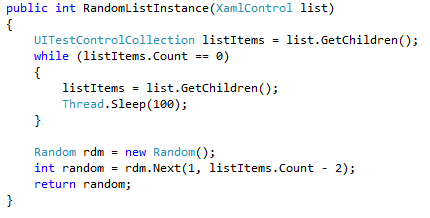 public int RandomListInstance(XamlControl list)
{
    UITestControlCollection listItems = list.GetChildren();
    while (listItems.Count == 0)
    {
        listItems = list.GetChildren();
        Thread.Sleep(100);
    }

    Random rdm = new Random();
    int random = rdm.Next(1, listItems.Count - 2);
    return random;
}